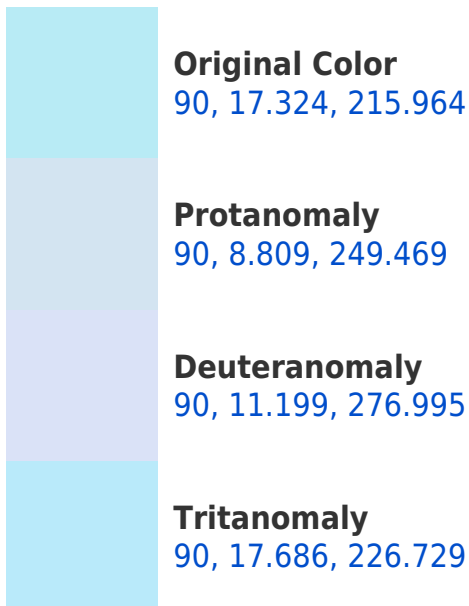 Original Color
90, 17.324, 215.964
Protanomaly
90, 8.809, 249.469
Deuteranomaly
90, 11.199, 276.995
Tritanomaly
90, 17.686, 226.729